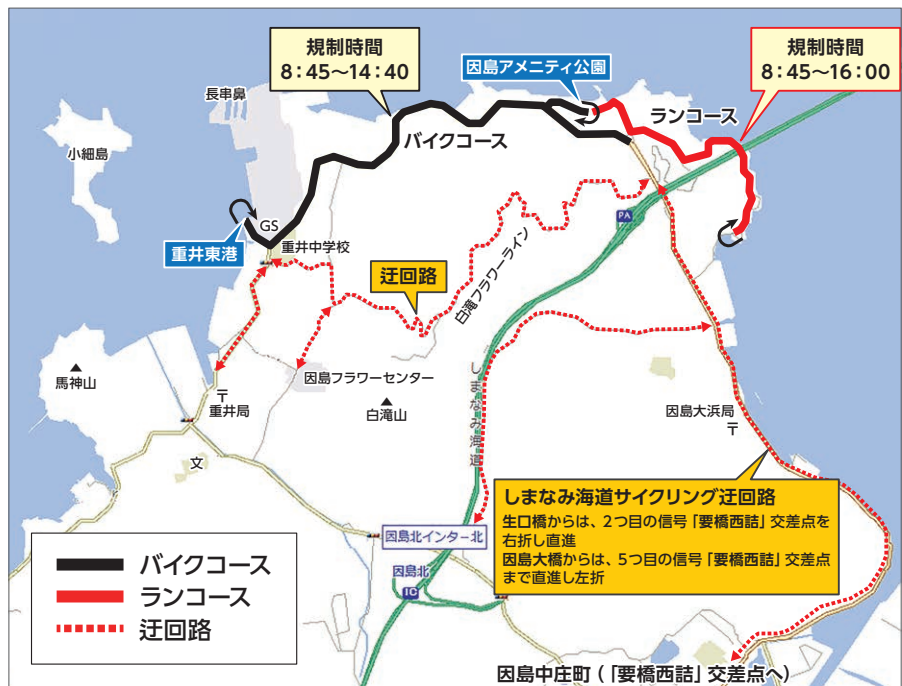 規制時間
8：45～14：40
因島アメニティ公園
規制時間
8：45～16：00
長串鼻
小細島
バイクコース
ランコース
PA
GS
重井中学校
重井東港
迂回路
白滝フラワーライン
しまなみ海道
馬神山
〒
重井局
因島フラワーセンター
白滝山
因島大浜局
〒
文
しまなみ海道サイクリング迂回路
生口橋からは、2つ目の信号「要橋西詰」交差点を
右折し直進
因島大橋からは、5つ目の信号「要橋西詰」交差点
まで直進し左折
因島北インター北
因島北
IC
バイクコース
ランコース
迂回路
因島中庄町（「要橋西詰」交差点へ）